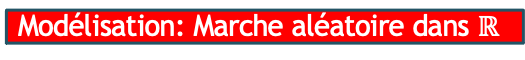 Modélisation: Marche aléatoire dans ℝ